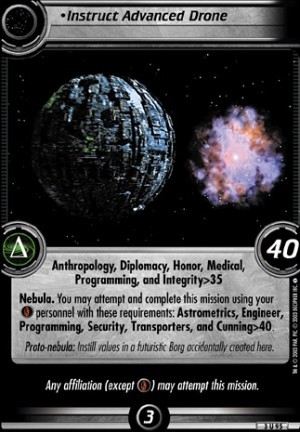 •Instruct Advanced Drone
Δ
40
Anthropology, Diplomacy, Honor, Medical,
Programming, and Integrity>35
Nebula. You may attempt and complete this mission using your
personnel with these requirements: Astrometrics, Engineer,
Programming, Security, Transporters, and Cunning>40.
Proto-nebula: Instill values in a futuristic Borg accidentally created here.
Any affiliation (except ) may attempt this mission.
3
3 U 95